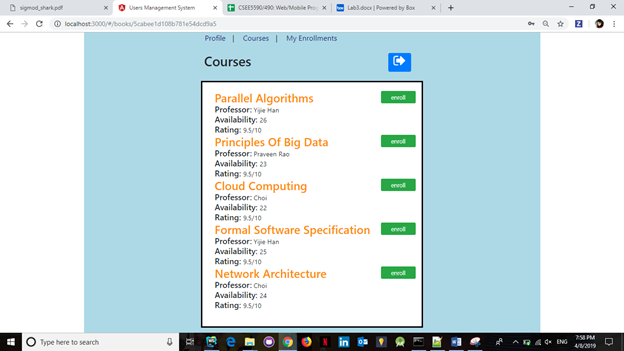 sigmod_shark.pdf
Users Management System
CSEE5590/490: Web/Mobile Prog
Lab3.docx | Powered by Box
localhost:3000/#/books/5cabee1d108b781e54dcd9a5
Profile | Courses | My Enrollments
Courses
Parallel Algorithms enroll
Professor: Yijie Han
Availability: 26
Rating: 9.5/10
Principles Of Big Data enroll
Professor: Praveen Rao
Availability: 23
Rating: 9.5/10
Cloud Computing enroll
Professor: Choi
Availability: 22
Rating: 9.5/10
Formal Software Specification enroll
Professor: Yijie Han
Availability: 25
Rating: 9.5/10
Network Architecture enroll
Professor: Choi
Availability: 24
Rating: 9.5/10
Type here to search
ENG
7:58 PM
4/8/2019